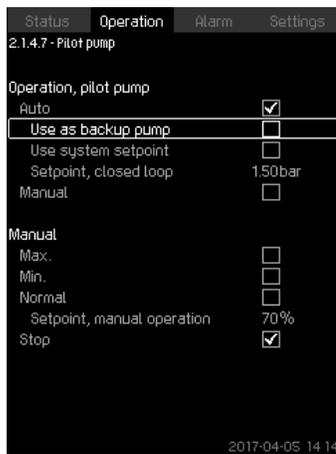 Status Operation Alarm Settings
2.1.4.7 - Pilot pump
Operation, pilot pump
Auto
Use as backup pump
Use system setpoint
Setpoint, closed loop 1.50bar
Manual
Manual
Max.
Min.
Normal
Setpoint, manual operation 70%
Stop
2017-04-05 14 14